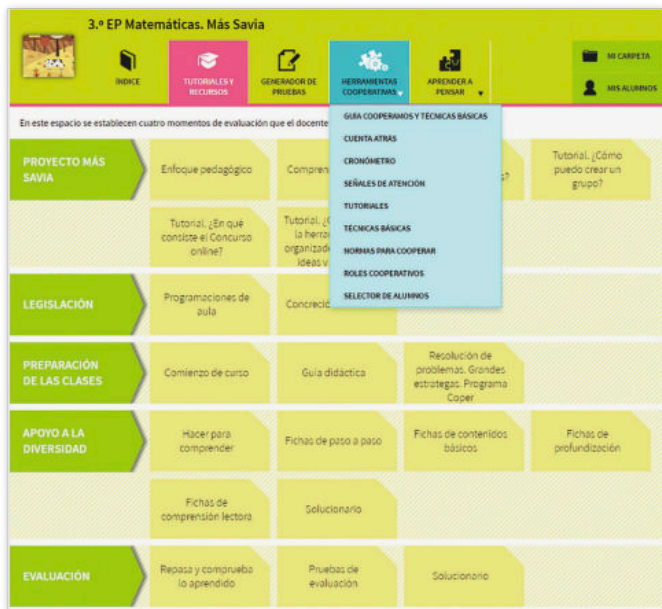 3.º EP Matemáticas. Más Savia
ÍNDICE
TUTORIALES Y
RECURSOS
GENERADOR DE
PRUEBAS
HERRAMIENTAS
COOPERATIVAS
APRENDER A
PENSAR
MI CARPETA
MIS ALUMNOS
En este espacio se establecen cuatro momentos de evaluación que el docente
GUÍA COOPERAMOS Y TÉCNICAS BÁSICAS
CUENTA ATRÁS
CRONÓMETRO
SEÑALES DE ATENCIÓN
TUTORIALES
TÉCNICAS BÁSICAS
NORMAS PARA COOPERAR
ROLES COOPERATIVOS
SELECTOR DE ALUMNOS
PROYECTO MÁS
SAVIA
Enfoque pedagógico
Tutorial. ¿Cómo
puedo crear un
grupo?
Tutorial. ¿En qué
consiste el Concurso
online?
Tutorial.
la
ideas
LEGISLACIÓN
Programaciones de
aula
PREPARACIÓN
DE LAS CLASES
Comienzo de curso
Guía didáctica
Resolución de
problemas. Grandes
estrategas. Programa
Coper
APOYO A LA
DIVERSIDAD
Hacer para
comprender
Fichas de paso a paso
Fichas de contenidos
básicos
Fichas de
profundización
Fichas de
comprensión lectora
Solucionario
EVALUACIÓN
Repasa y comprueba
lo aprendido
Pruebas de
evaluación
Solucionario